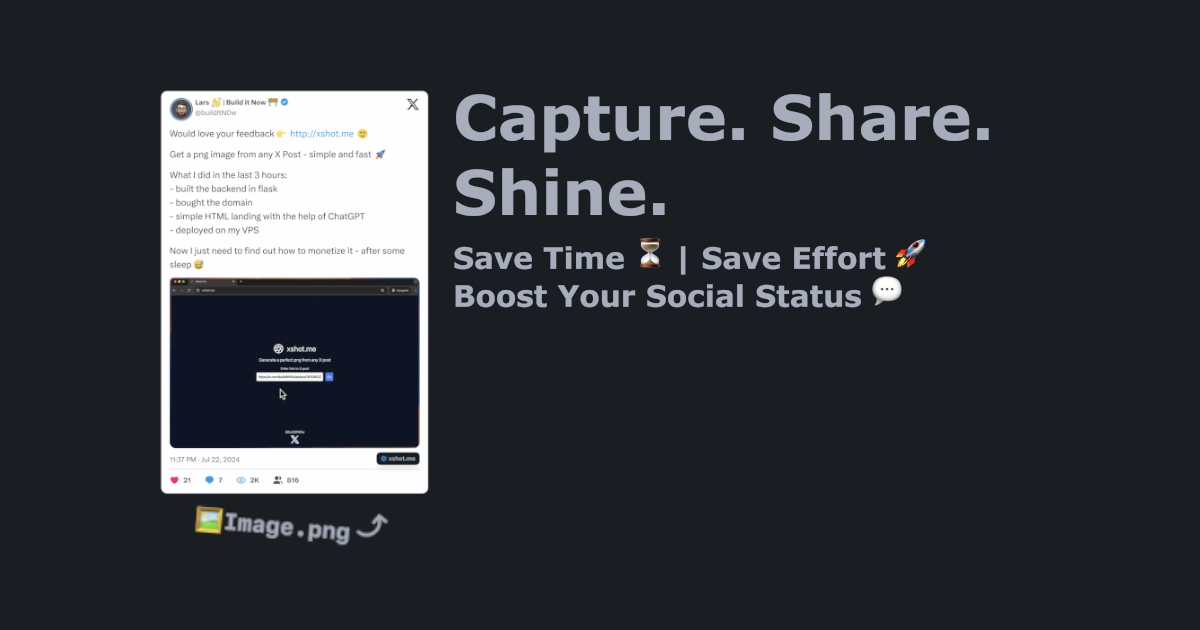 Lars 👋 | Build it Now 🚧
@buildItNDw
Would love your feedback 👉 http://xshot.me 🙂
Get a png image from any X Post - simple and fast 🚀
What I did in the last 3 hours:
- built the backend in flask
- bought the domain
- simple HTML landing with the help of ChatGPT
- deployed on my VPS
Now I just need to find out how to monetize it - after some
sleep 😅
xshot.me
Generate a perfect png from any X post
Enter link to X post
11:37 PM · Jul 22, 2024
xshot.me
21 7 2K 816
🖼️Image.png
Capture. Share.
Shine.
Save Time ⏳ | Save Effort 🚀
Boost Your Social Status 💬